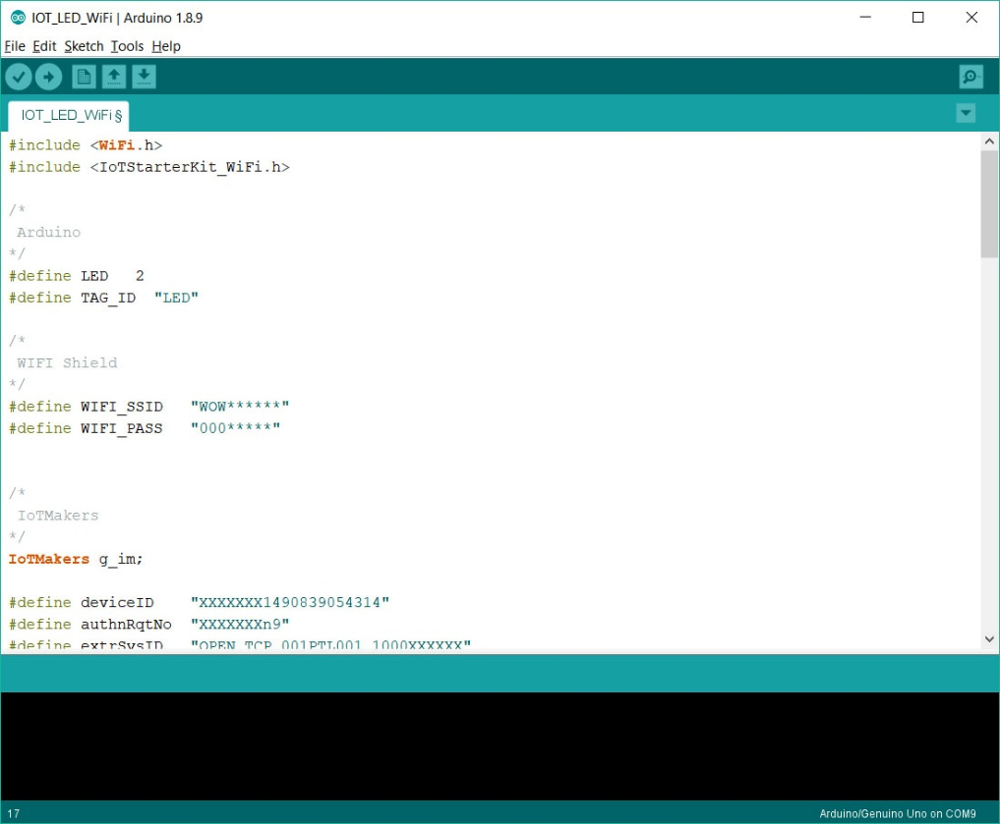 IOT_LED_WiFi | Arduino 1.8.9
File Edit Sketch Tools Help
IOT_LED_WiFi §
#include <WiFi.h>
#include <IoTStarterKit_WiFi.h>
/*
Arduino
*/
#define LED 2
#define TAG_ID "LED"
/*
WIFI Shield
*/
#define WIFI_SSID "WOW******"
#define WIFI_PASS "000*****"
/*
IoTMakers
*/
IoTMakers g_im;
#define deviceID "XXXXXXX1490839054314"
#define authnRqtNo "XXXXXXXn9"
#define extrSysID "OPEN_TCP_001PTL001_1000XXXXXX"
17
Arduino/Genuino Uno on COM9